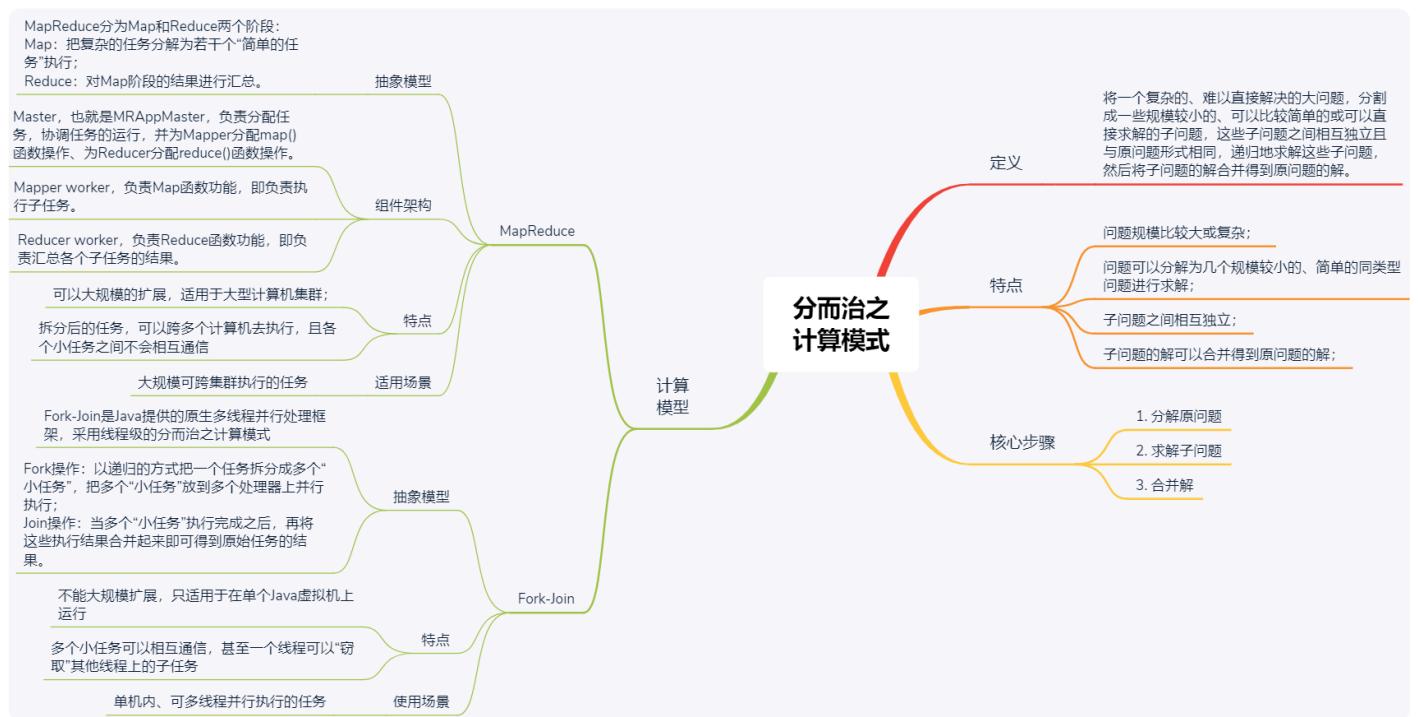 分而治之
计算模式
定义
将一个复杂的、难以直接解决的大问题，分割
成一些规模较小的、可以比较简单的或可以直
接求解的子问题，这些子问题之间相互独立且
与原问题形式相同，递归地求解这些子问题，
然后将子问题的解合并得到原问题的解。
特点
问题规模比较大或复杂；
问题可以分解为几个规模较小的、简单的同类型
问题进行求解；
子问题之间相互独立；
子问题的解可以合并得到原问题的解；
核心步骤
1. 分解原问题
2. 求解子问题
3. 合并解
计算
模型
MapReduce
抽象模型
MapReduce分为Map和Reduce两个阶段：
Map：把复杂的任务分解为若干个“简单的任
务”执行；
Reduce：对Map阶段的结果进行汇总。
组件架构
Master，也就是MRAppMaster，负责分配任
务，协调任务的运行，并为Mapper分配map()
函数操作、为Reducer分配reduce()函数操作。
Mapper worker，负责Map函数功能，即负责执
行子任务。
Reducer worker，负责Reduce函数功能，即负
责汇总各个子任务的结果。
特点
可以大规模的扩展，适用于大型计算机集群；
拆分后的任务，可以跨多个计算机去执行，且各
个小任务之间不会相互通信
适用场景
大规模可跨集群执行的任务
Fork-Join
抽象模型
Fork-Join是Java提供的原生多线程并行处理框
架，采用线程级的分而治之计算模式
Fork操作：以递归的方式把一个任务拆分成多个“
小任务”，把多个“小任务”放到多个处理器上并行
执行；
Join操作：当多个“小任务”执行完成之后，再将
这些执行结果合并起来即可得到原始任务的结
果。
特点
不能大规模扩展，只适用于在单个Java虚拟机上
运行
多个小任务可以相互通信，甚至一个线程可以“窃
取”其他线程上的子任务
使用场景
单机内、可多线程并行执行的任务